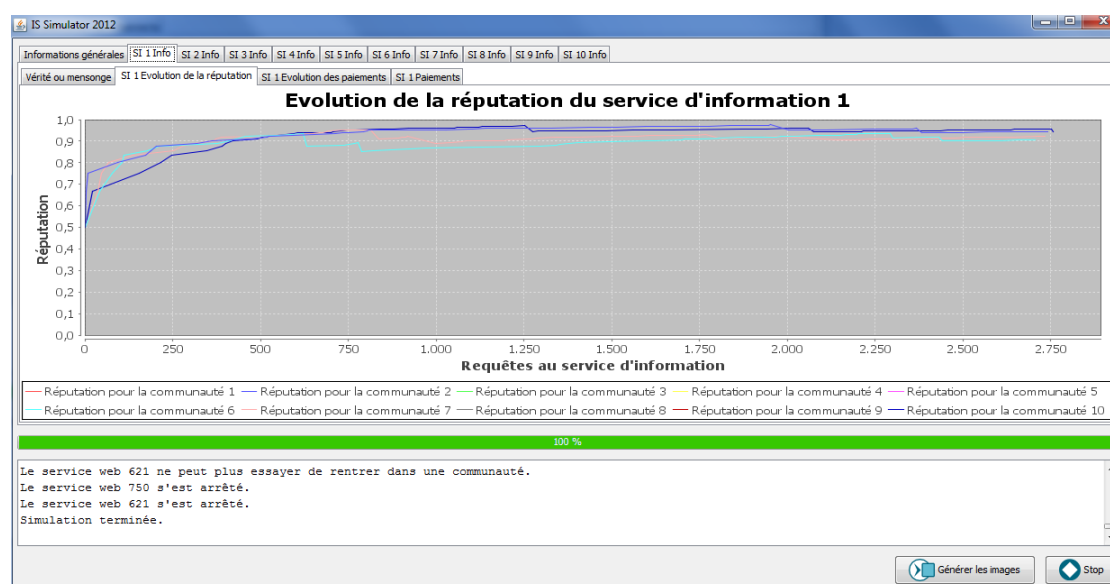 IS Simulator 2012
Informations générales SI 1 Info SI 2 Info SI 3 Info SI 4 Info SI 5 Info SI 6 Info SI 7 Info SI 8 Info SI 9 Info SI 10 Info
Vérité ou mensonge SI 1 Evolution de la réputation SI 1 Evolution des paiements SI 1 Paiements
Evolution de la réputation du service d'information 1
1,0
0,9
0,8
0,7
0,6
0,5
0,4
0,3
0,2
0,1
0,0
Réputation
0 250 500 750 1.000 1.250 1.500 1.750 2.000 2.250 2.500 2.750
Requêtes au service d'information
Réputation pour la communauté 1 Réputation pour la communauté 2 Réputation pour la communauté 3 Réputation pour la communauté 4 Réputation pour la communauté 5
Réputation pour la communauté 6 Réputation pour la communauté 7 Réputation pour la communauté 8 Réputation pour la communauté 9 Réputation pour la communauté 10
100 %
Le service web 621 ne peut plus essayer de rentrer dans une communauté.
Le service web 750 s'est arrêté.
Le service web 621 s'est arrêté.
Simulation terminée.
Générer les images Stop